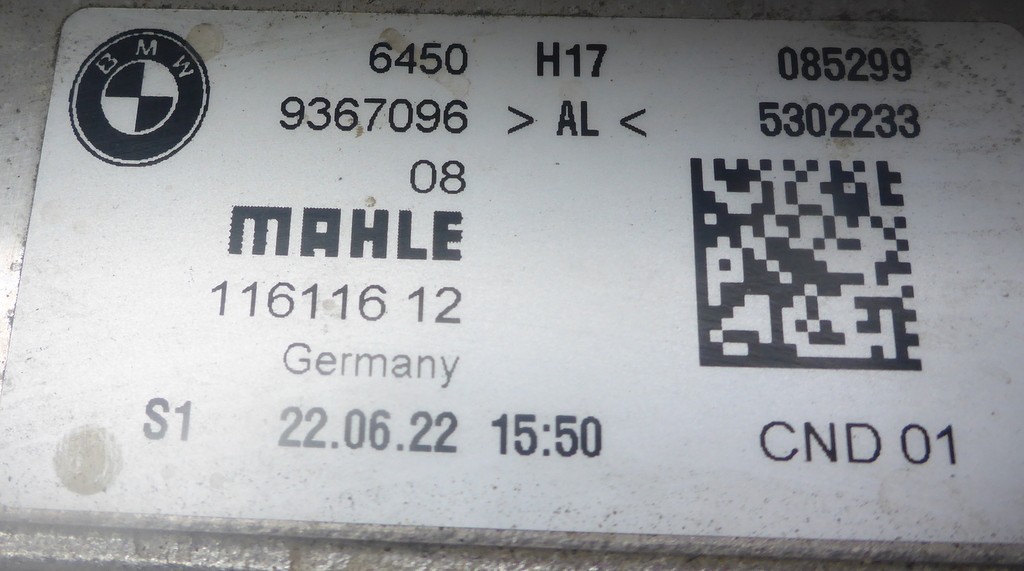 BMW
6450 H17 085299
9367096 > AL < 5302233
08
MAHLE
116116 12
Germany
S1 22.06.22 15:50 CND 01